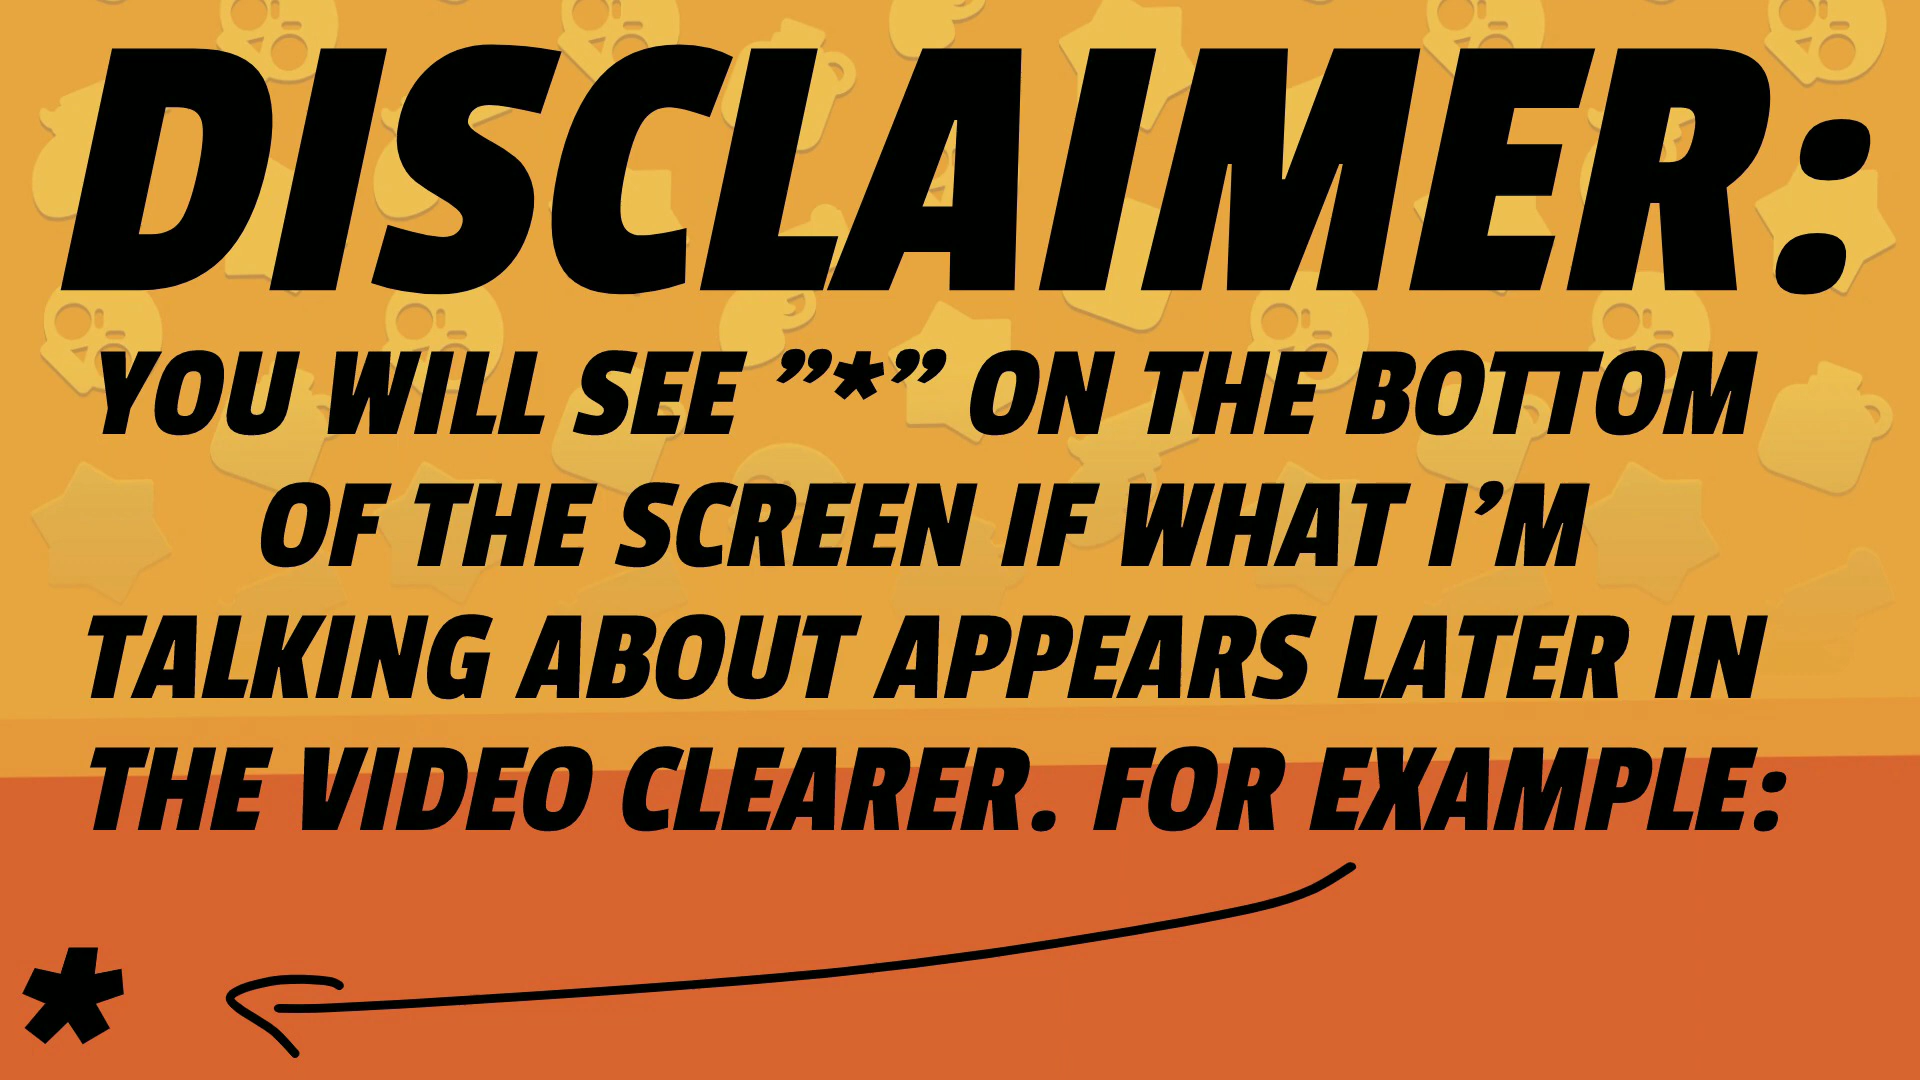 DISCLAIMER:
YOU WILL SEE ”*” ON THE BOTTOM
OF THE SCREEN IF WHAT I’M
TALKING ABOUT APPEARS LATER IN
THE VIDEO CLEARER. FOR EXAMPLE:
*